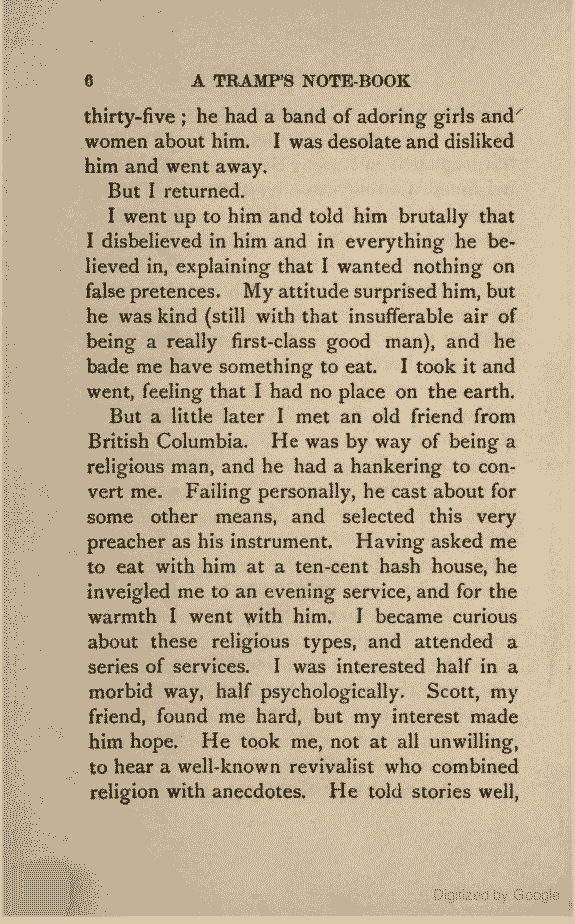 6 A TRAMP'S NOTE-BOOK
thirty-five ; he had a band of adoring girls and
women about him. I was desolate and disliked
him and went away.
But I returned.
I went up to him and told him brutally that
I disbelieved in him and in everything he be-
lieved in, explaining that I wanted nothing on
false pretences. My attitude surprised him, but
he was kind (still with that insufferable air of
being a really first-class good man), and he
bade me have something to eat. I took it and
went, feeling that I had no place on the earth.
But a little later I met an old friend from
British Columbia. He was by way of being a
religious man, and he had a hankering to con-
vert me. Failing personally, he cast about for
some other means, and selected this very
preacher as his instrument. Having asked me
to eat with him at a ten-cent hash house, he
inveigled me to an evening service, and for the
warmth I went with him. I became curious
about these religious types, and attended a
series of services. I was interested half in a
morbid way, half psychologically. Scott, my
friend, found me hard, but my interest made
him hope. He took me, not at all unwilling,
to hear a well-known revivalist who combined
religion with anecdotes. He told stories well,
Digitized by Google